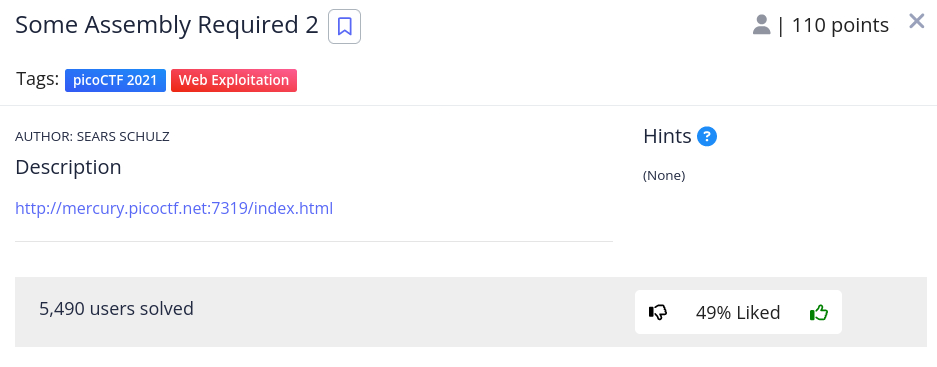 Some Assembly Required 2
| 110 points
Tags: picoCTF 2021 Web Exploitation
AUTHOR: SEARS SCHULZ
Description
http://mercury.picoctf.net:7319/index.html
Hints ?
(None)
5,490 users solved
49% Liked